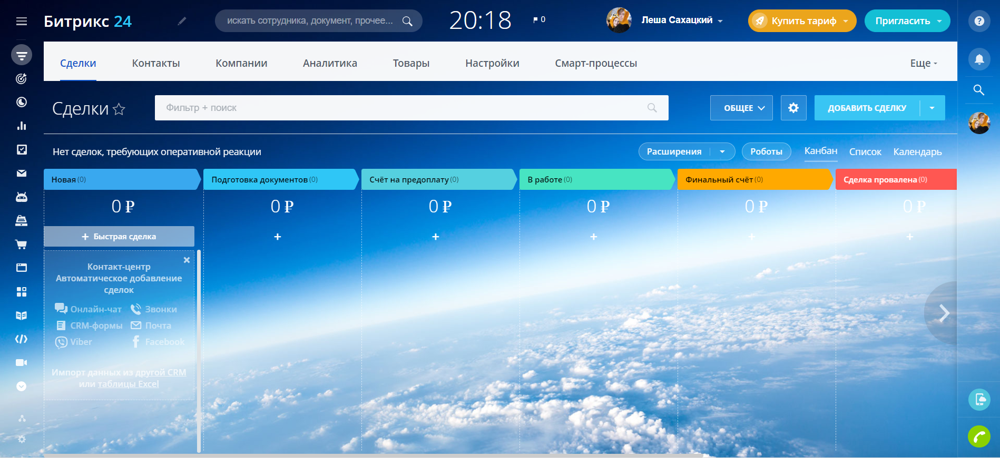 Битрикс 24
искать сотрудника, документ, прочее...
20:18
0
Леша Сахацкий
Купить тариф
Пригласить
?
Сделки
Контакты
Компании
Аналитика
Товары
Настройки
Смарт-процессы
Еще
Сделки
Фильтр + поиск
ОБЩЕЕ
ДОБАВИТЬ СДЕЛКУ
Нет сделок, требующих оперативной реакции
Расширения
Роботы
Канбан
Список
Календарь
Новая (0)
Подготовка документов (0)
Счёт на предоплату (0)
В работе (0)
Финальный счёт (0)
Сделка провалена (0)
0 ₽
0 ₽
0 ₽
0 ₽
0 ₽
0 ₽
+ Быстрая сделка
+
+
+
+
+
Контакт-центр
Автоматическое добавление
сделок
Онлайн-чат
Звонки
CRM-формы
Почта
Viber
Facebook
Импорт данных из другой CRM
или таблицы Excel